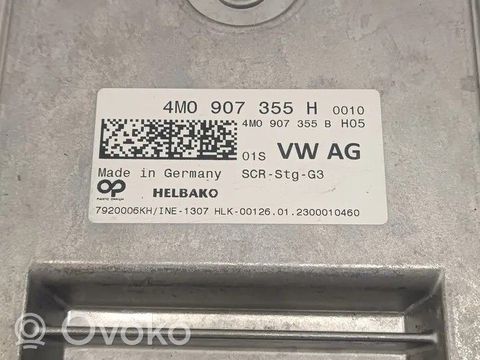 4M0 907 355 H 0010
4M0 907 355 B H05
01S VW AG
Made in Germany SCR-Stg-G3
HELBAKO
7920006KH/INE-1307 HLK-00126.01.2300010460
Ovoko